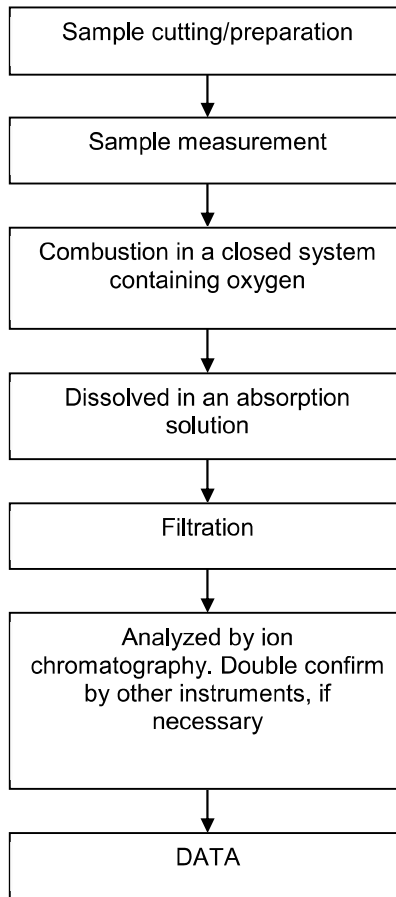 Sample cutting/preparation
Sample measurement
Combustion in a closed system
containing oxygen
Dissolved in an absorption
solution
Filtration
Analyzed by ion
chromatography. Double confirm
by other instruments, if
necessary
DATA